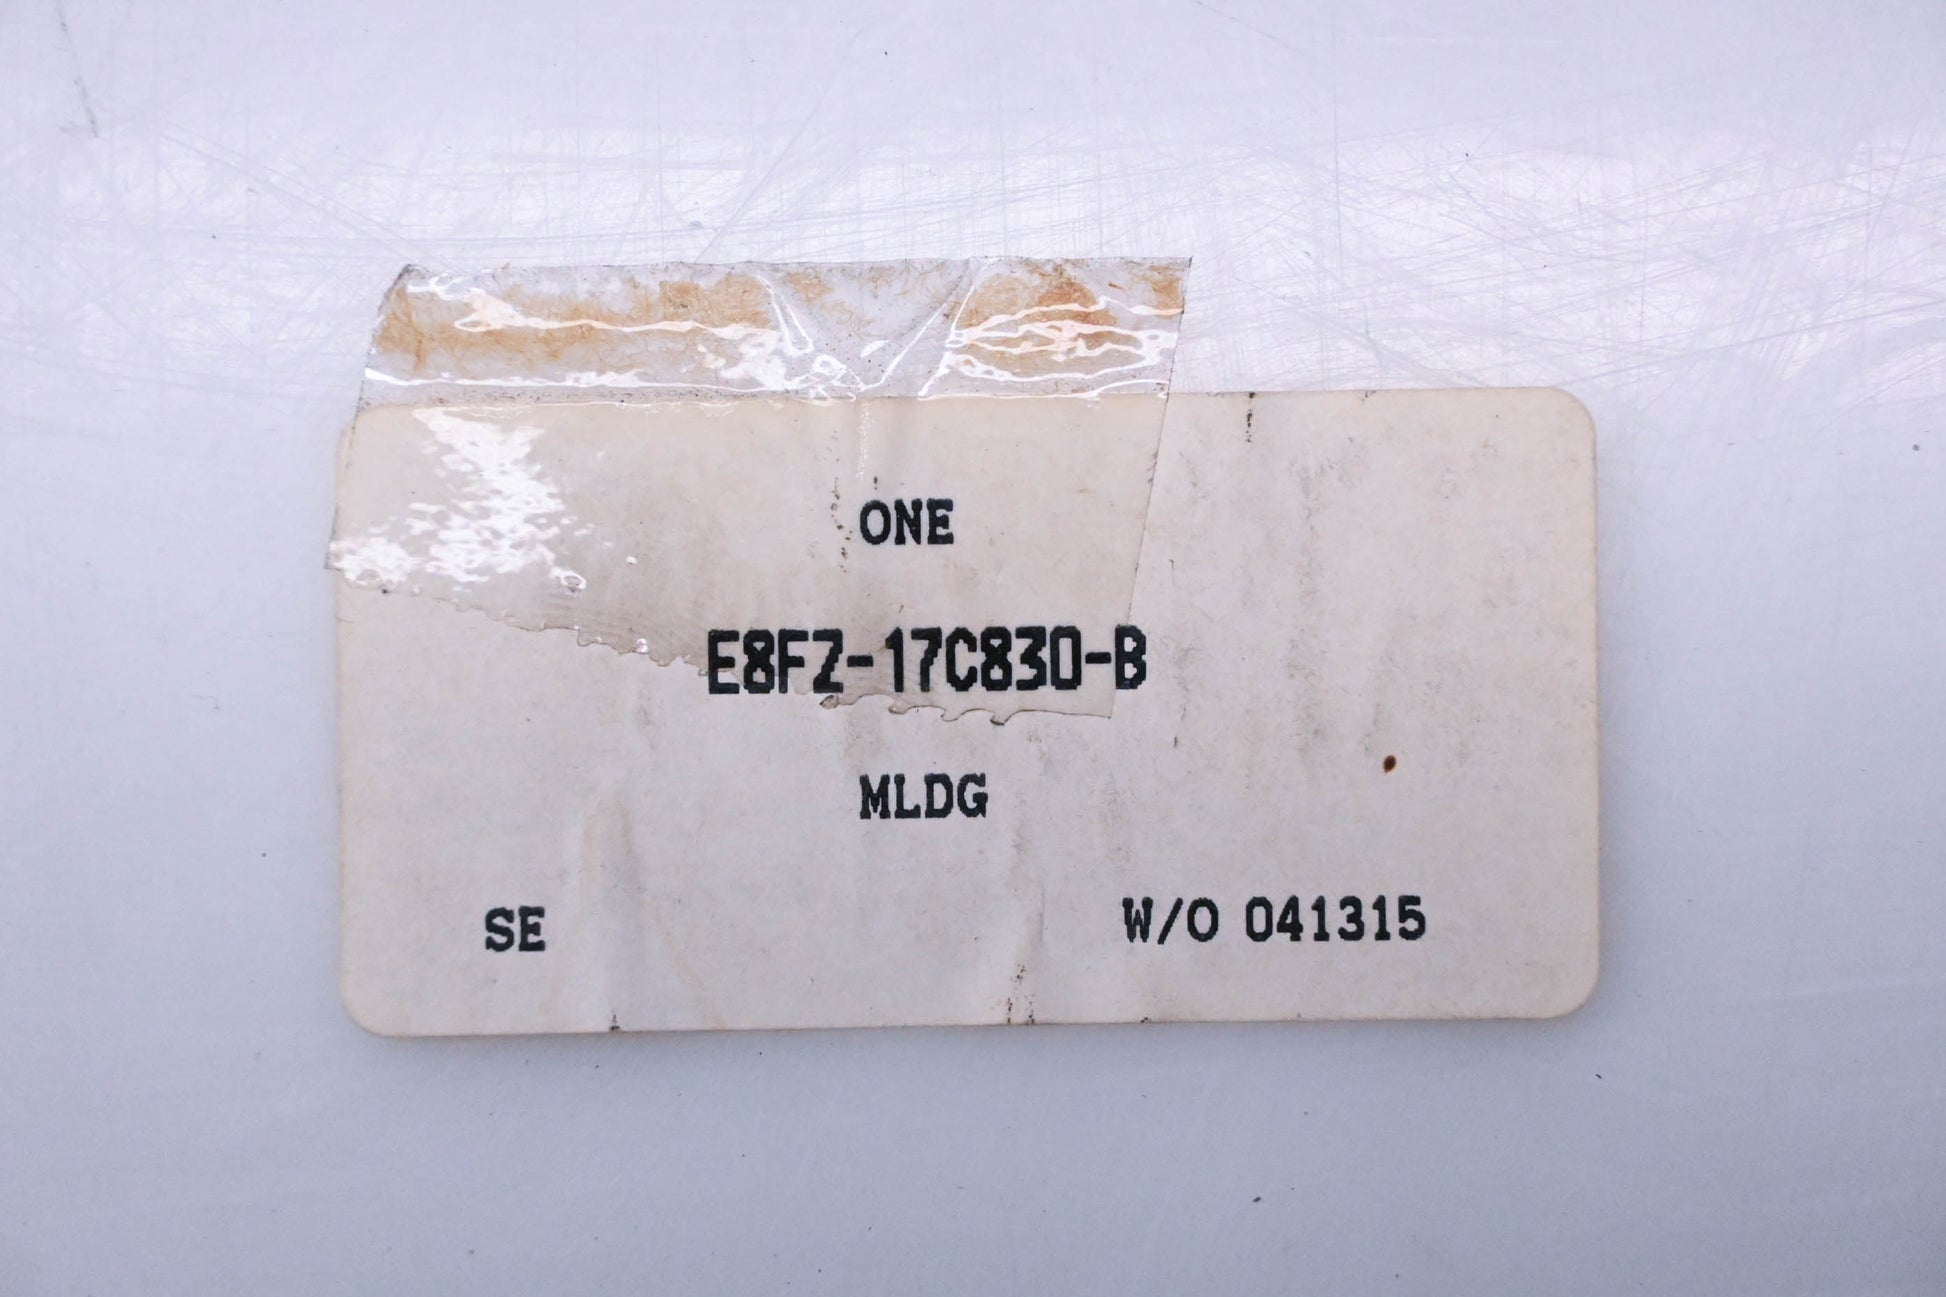 ONE
E8FZ-17C830-B
MLDG
SE W/O 041315